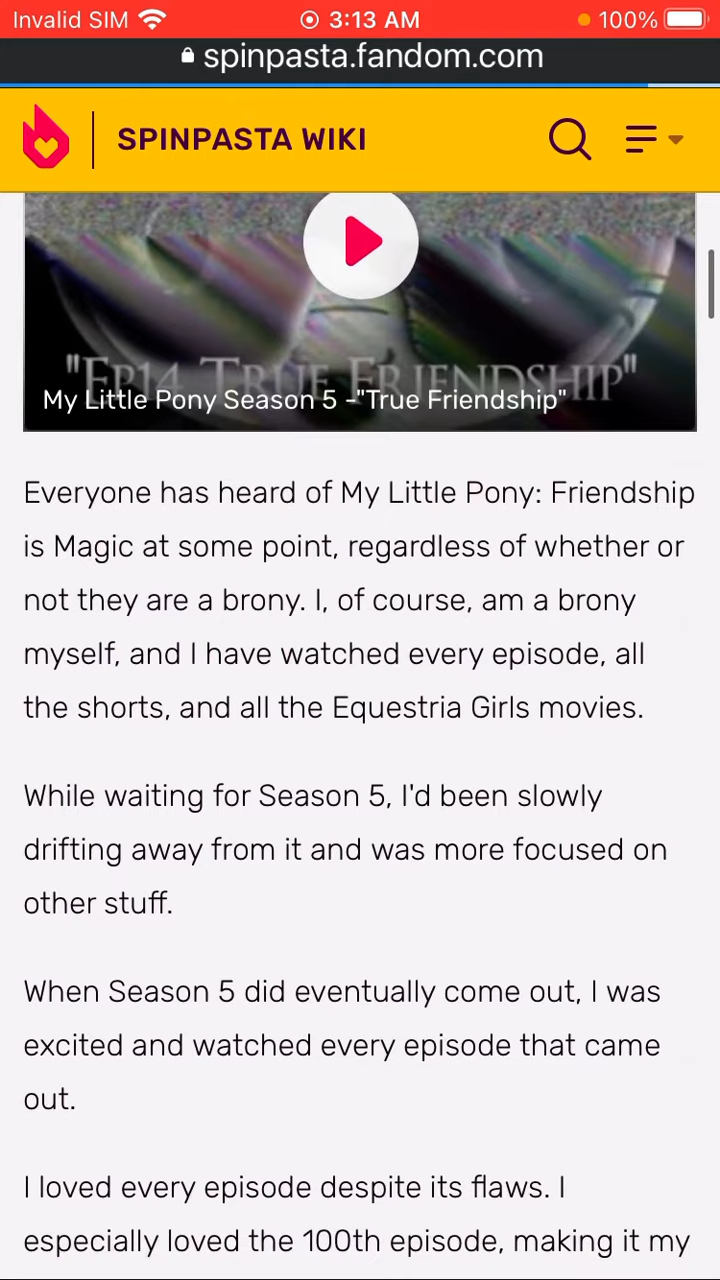 Invalid SIM 3:13 AM 100%
spinpasta.fandom.com
SPINPASTA WIKI
"EP14 TRUE FRIENDSHIP"
My Little Pony Season 5 -"True Friendship"
Everyone has heard of My Little Pony: Friendship
is Magic at some point, regardless of whether or
not they are a brony. I, of course, am a brony
myself, and I have watched every episode, all
the shorts, and all the Equestria Girls movies.
While waiting for Season 5, I'd been slowly
drifting away from it and was more focused on
other stuff.
When Season 5 did eventually come out, I was
excited and watched every episode that came
out.
I loved every episode despite its flaws. I
especially loved the 100th episode, making it my